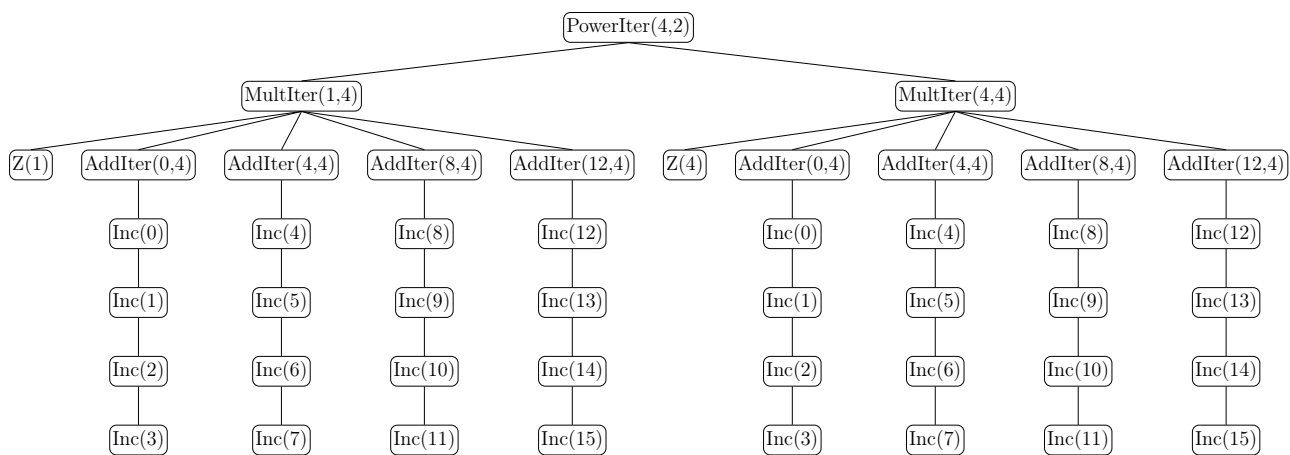 PowerIter(4,2)
MultIter(1,4) MultIter(4,4)
Z(1) AddIter(0,4) AddIter(4,4) AddIter(8,4) AddIter(12,4) Z(4) AddIter(0,4) AddIter(4,4) AddIter(8,4) AddIter(12,4)
Inc(0) Inc(4) Inc(8) Inc(12) Inc(0) Inc(4) Inc(8) Inc(12)
Inc(1) Inc(5) Inc(9) Inc(13) Inc(1) Inc(5) Inc(9) Inc(13)
Inc(2) Inc(6) Inc(10) Inc(14) Inc(2) Inc(6) Inc(10) Inc(14)
Inc(3) Inc(7) Inc(11) Inc(15) Inc(3) Inc(7) Inc(11) Inc(15)